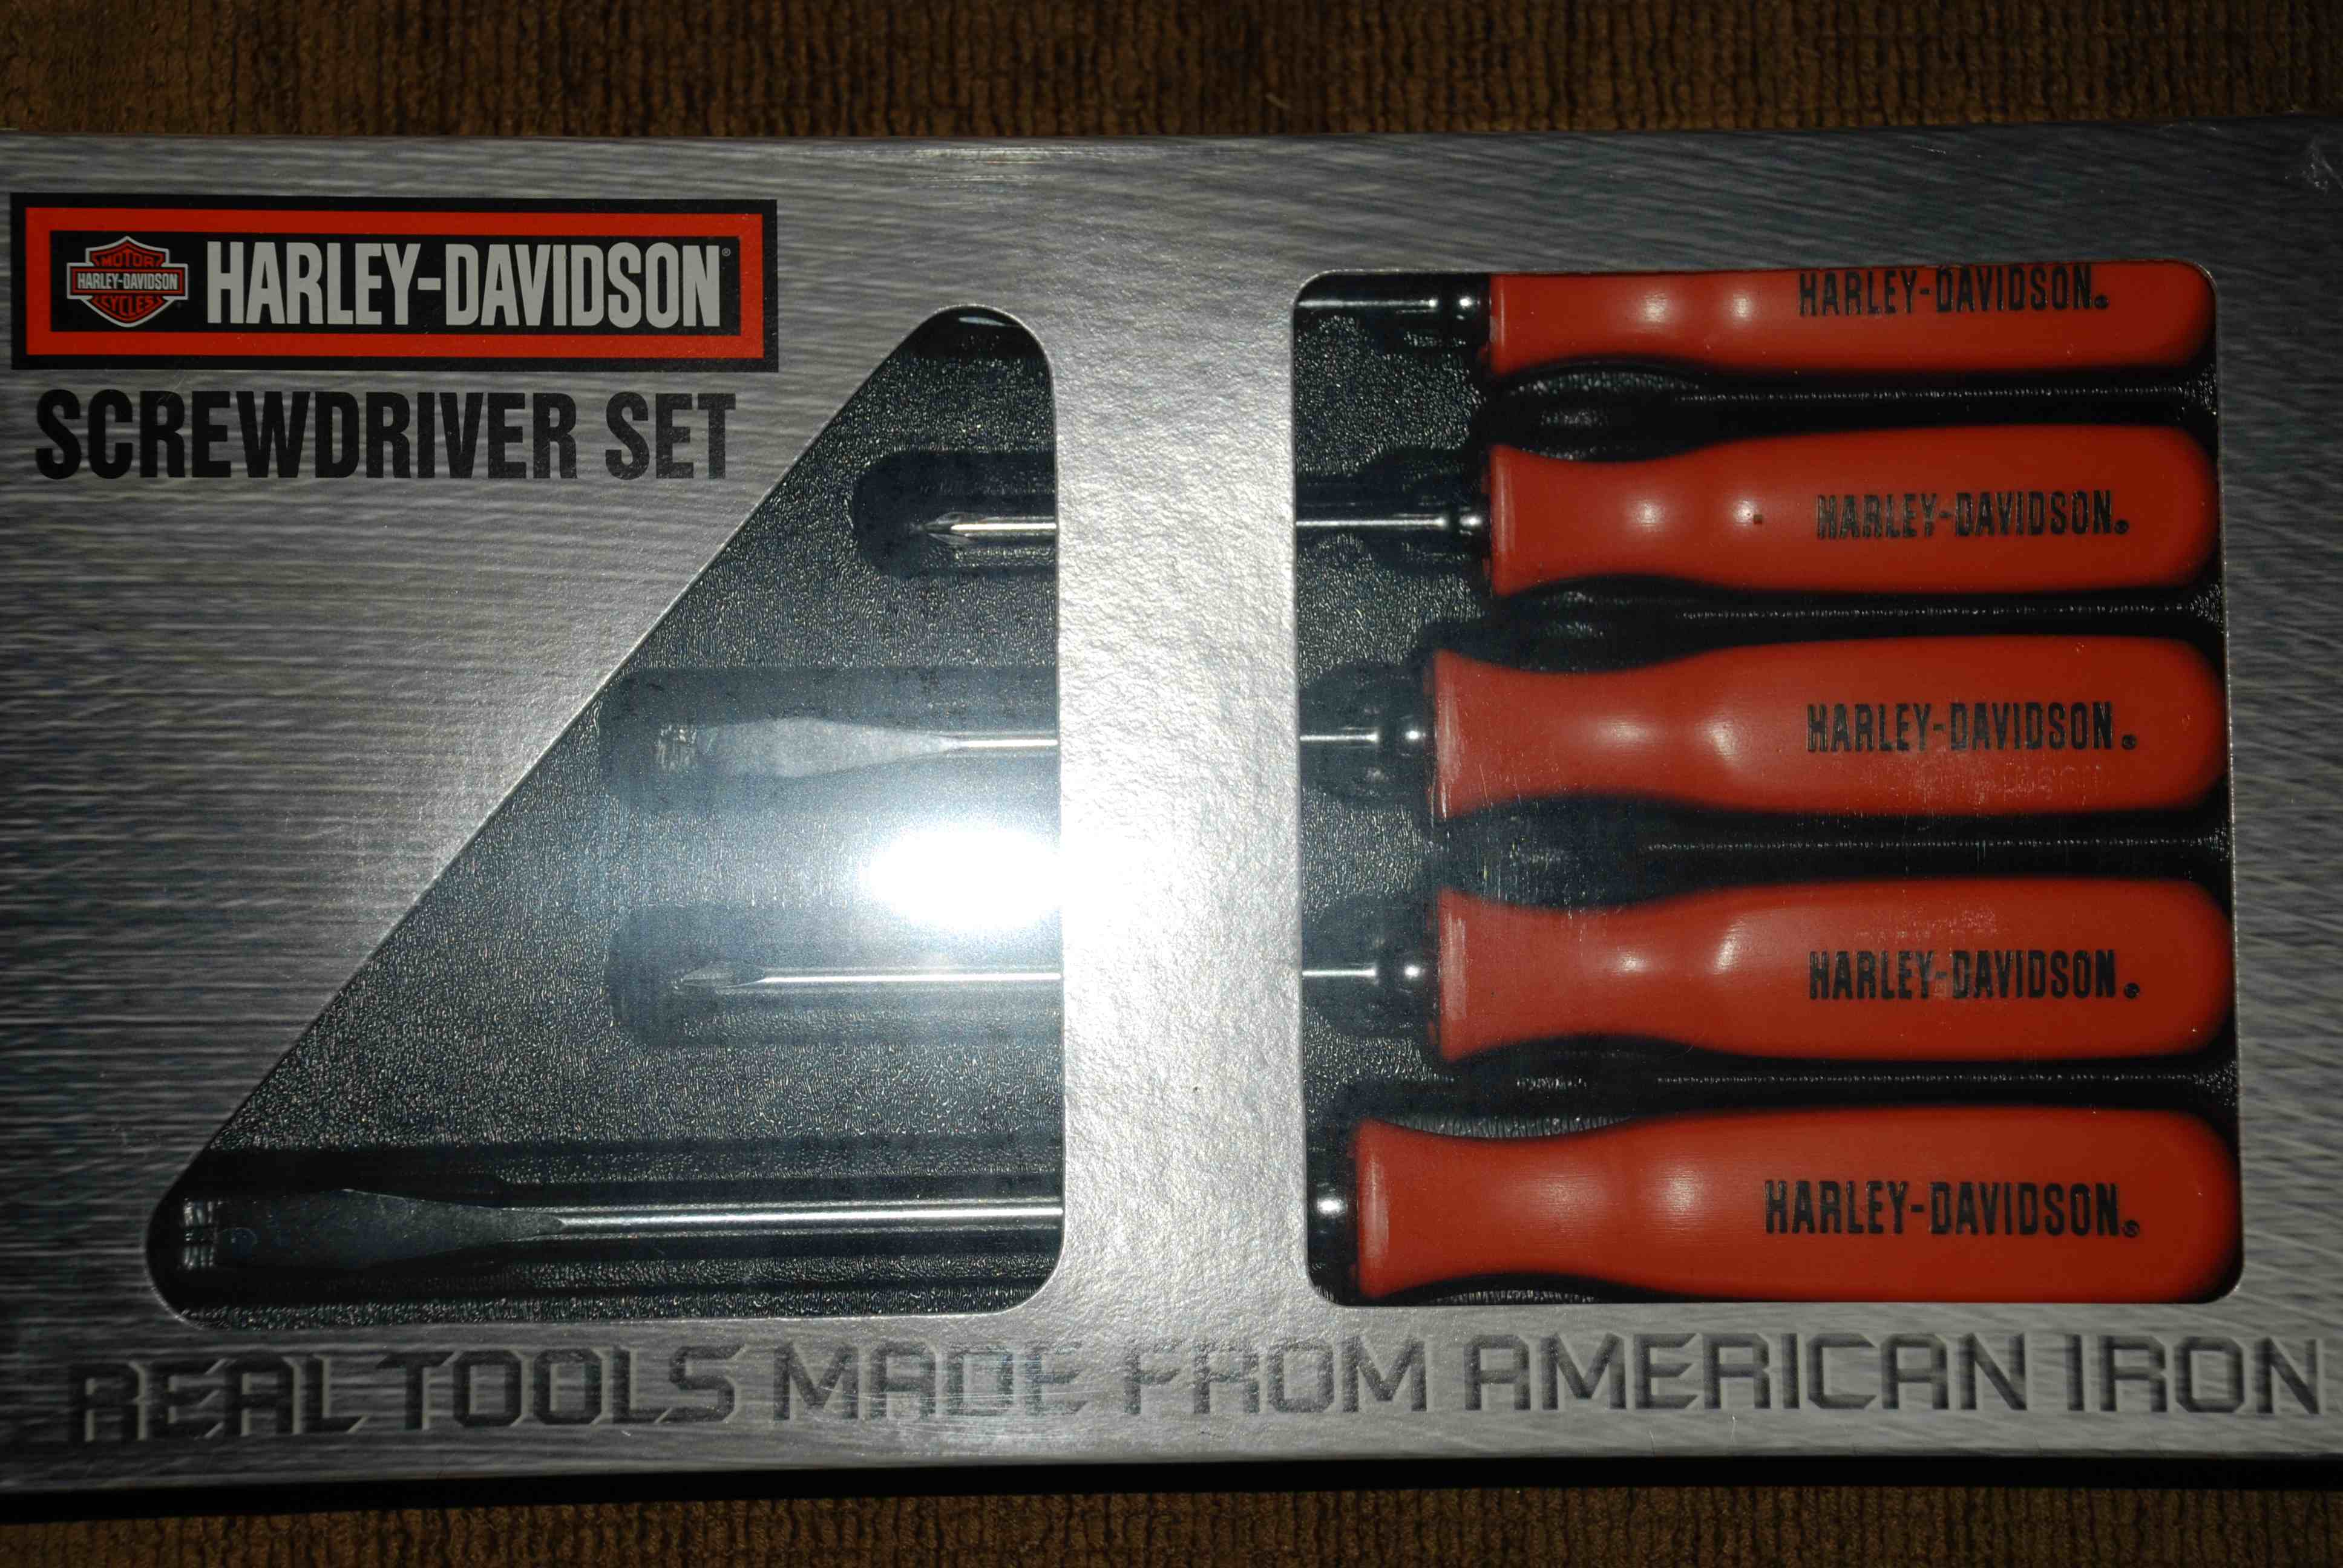 MOTOR
HARLEY-DAVIDSON
CYCLES
HARLEY-DAVIDSON®
SCREWDRIVER SET
HARLEY-DAVIDSON®
HARLEY-DAVIDSON®
HARLEY-DAVIDSON®
HARLEY-DAVIDSON®
HARLEY-DAVIDSON®
REAL TOOLS MADE FROM AMERICAN IRON